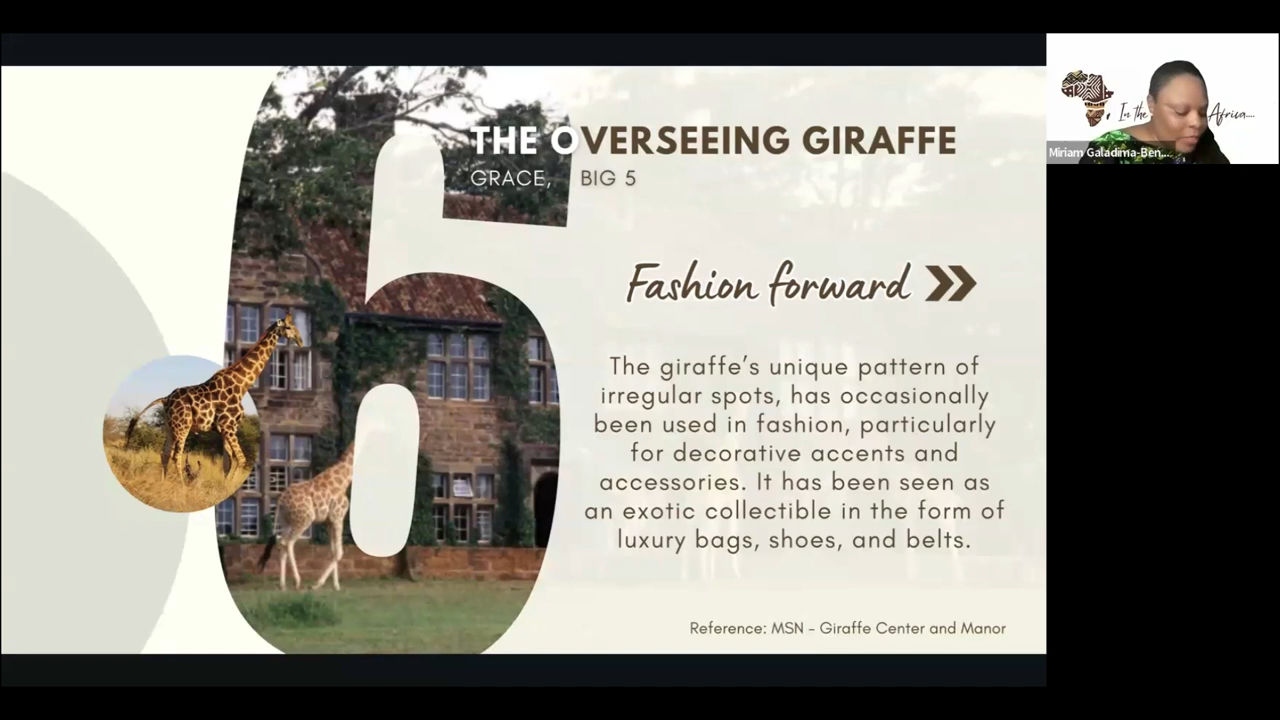 THE OVERSEEING GIRAFFE
GRACE, BIG 5
Fashion forward
The giraffe's unique pattern of
irregular spots, has occasionally
been used in fashion, particularly
for decorative accents and
accessories. It has been seen as
an exotic collectible in the form of
luxury bags, shoes, and belts.
Reference: MSN - Giraffe Center and Manor
In the Africa....
Miriam Galadima-Ben...
6